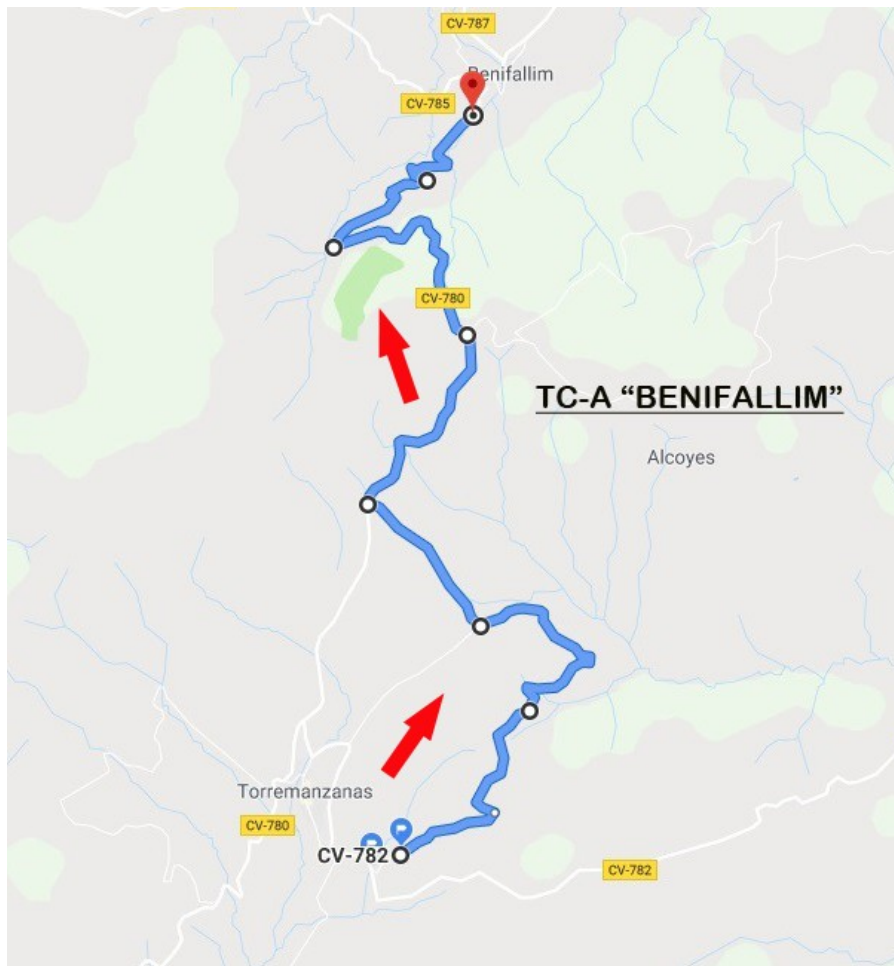 CV-787
Benifallim
CV-785
CV-780
TC-A “BENIFALLIM”
Alcoyes
Torremanzanas
CV-780
CV-782
CV-782